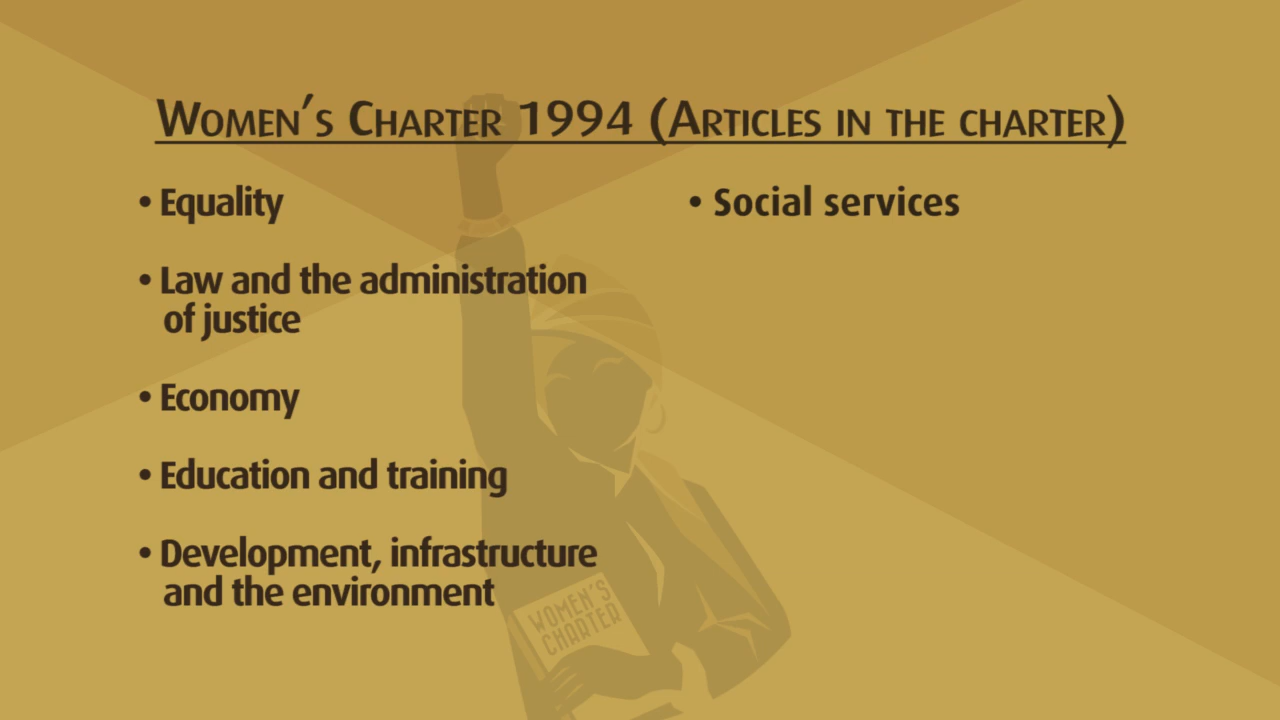 Women's Charter 1994 (Articles in the charter)
• Equality
• Law and the administration
of justice
• Economy
• Education and training
• Development, infrastructure
and the environment
• Social services
WOMEN'S
CHARTER